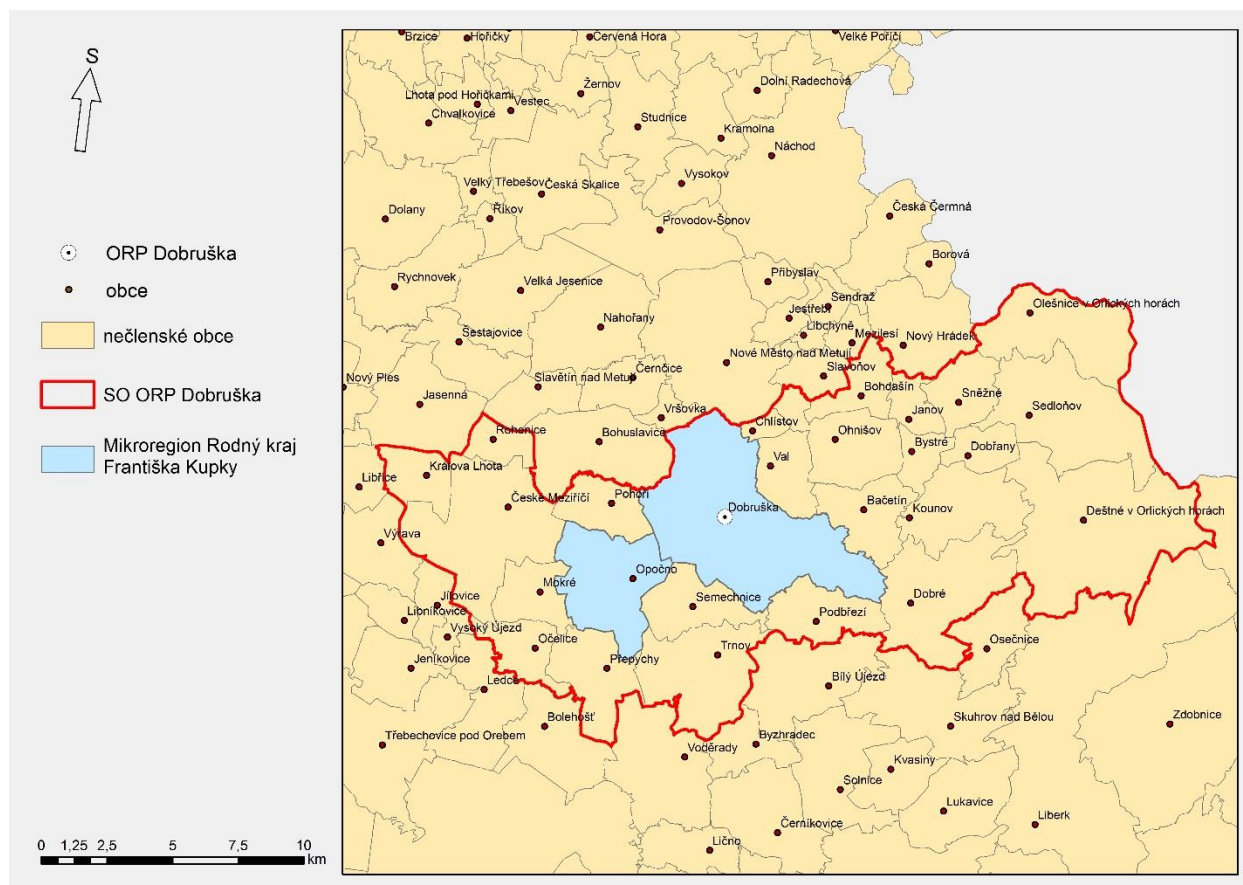 S
ORP Dobruška
obce
nečlenské obce
SO ORP Dobruška
Mikroregion Rodný kraj
Františka Kupky
0 1,25 2,5 5 7,5 10
km
Brzice
Hořičky
Červená Hora
Velké Poříčí
Žernov
Dolní Radechová
Lhota pod Hořičkami
Vestec
Chvalkovice
Studnice
Kramolna
Náchod
Vysokov
Velký Třebešov
Česká Skalice
Dolany
Říkov
Provodov-Šonov
Česká Čermná
Borová
Rychnovek
Velká Jesenice
Přibyslav
Sendraž
Olešnice v Orlických horách
Nahořany
Jestřebí
Šestajovice
Libchyně
Mezilesí
Nový Hrádek
Nové Město nad Metují
Slavoňov
Nový Ples
Slavětín nad Metují
Černčice
Bohdašín
Jasenná
Sněžné
Sedloňov
Vršovka
Janov
Chlístov
Rohenice
Bohuslavice
Ohnišov
Bystré
Dobřany
Val
Králova Lhota
Libřice
České Meziříčí
Pohoří
Bačetín
Kounov
Deštné v Orlických horách
Dobruška
Výrava
Opočno
Mokré
Semechnice
Dobré
Jílovice
Libníkovice
Podbřezí
Vysoký Újezd
Očelice
Trnov
Osečnice
Jeníkovice
Přepychy
Ledce
Bílý Újezd
Bolehošť
Skuhrov nad Bělou
Zdobnice
Třebechovice pod Orebem
Voděrady
Byzhradec
Kvasiny
Solnice
Lukavice
Liberk
Černíkovice
Lično